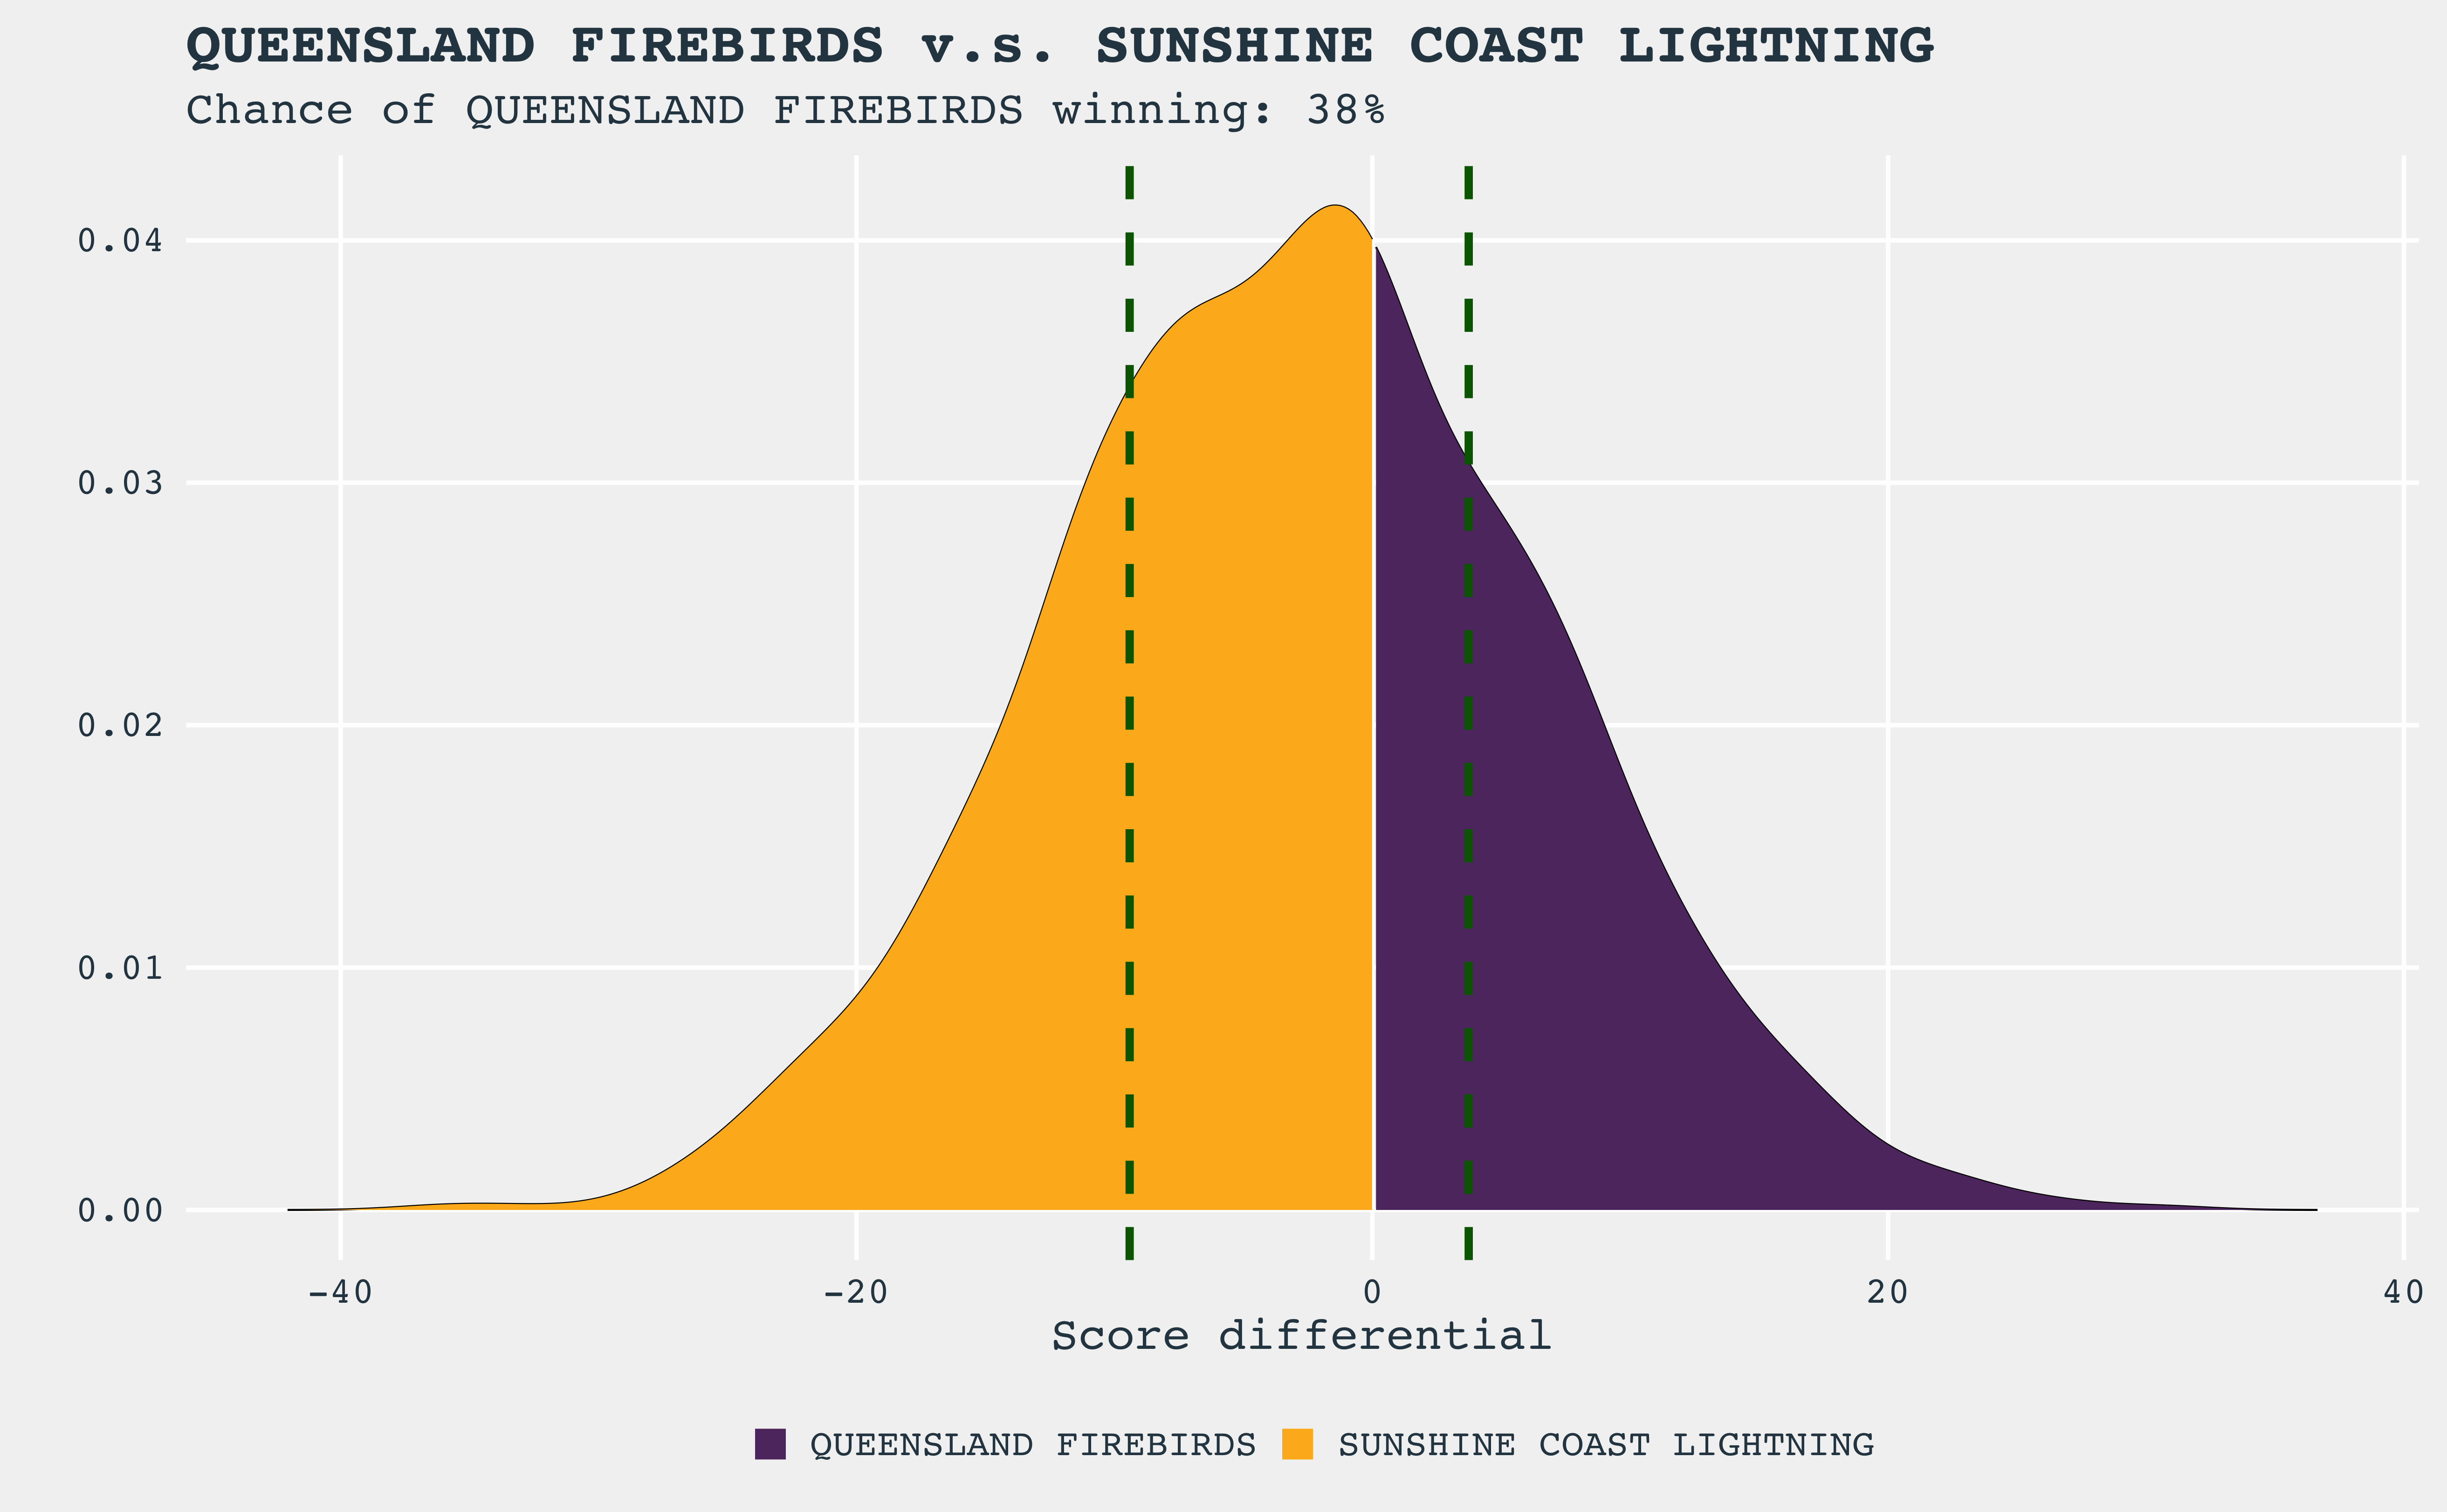 QUEENSLAND FIREBIRDS v.s. SUNSHINE COAST LIGHTNING
Chance of QUEENSLAND FIREBIRDS winning: 38%
0.04
0.03
0.02
0.01
0.00
-40 -20 0 20 40
Score differential
QUEENSLAND FIREBIRDS SUNSHINE COAST LIGHTNING